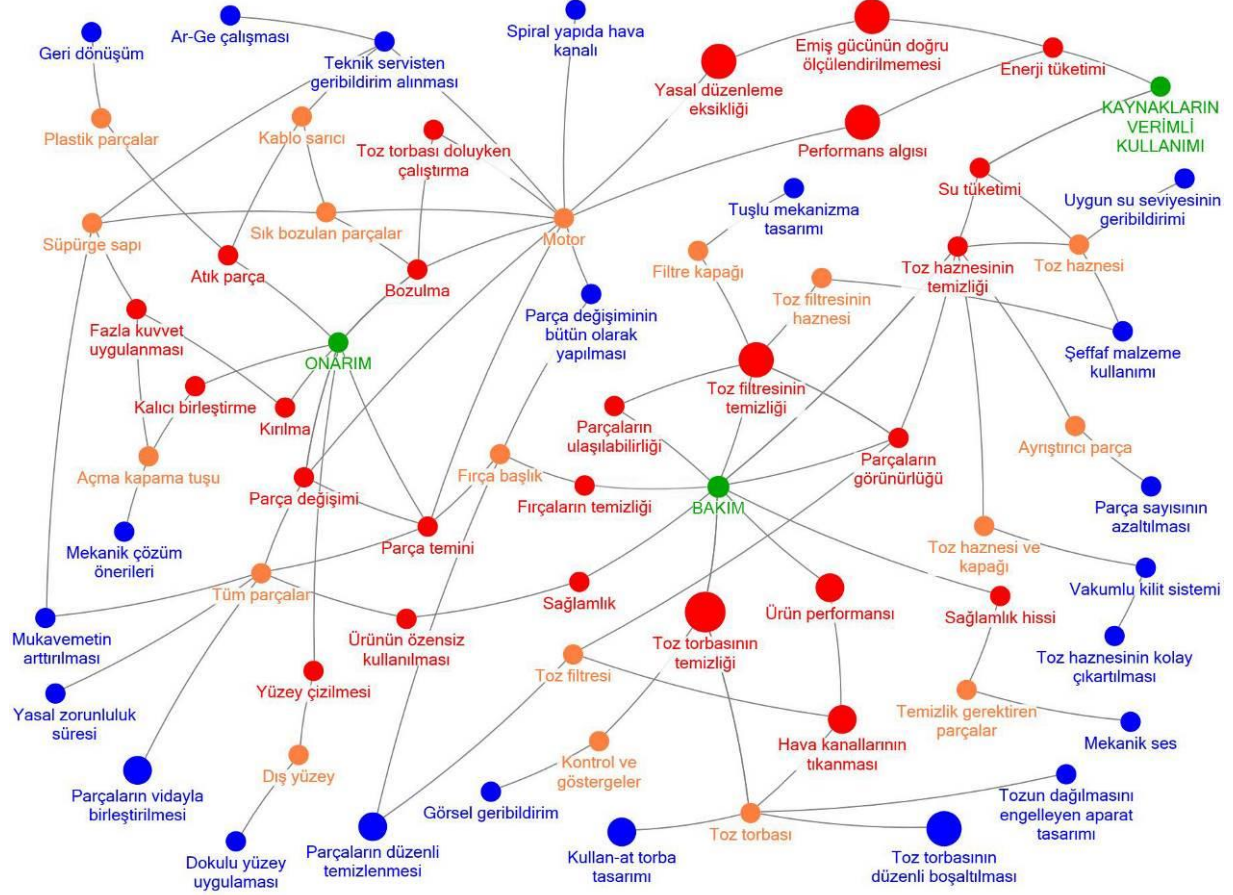 Geri dönüşüm
Ar-Ge çalışması
Teknik servisten
geribildirim alınması
Spiral yapıda hava
kanalı
Yasal düzenleme
eksikliği
Emiş gücünün doğru
ölçülendirilmemesi
Enerji tüketimi
KAYNAKLARIN
VERİMLİ
KULLANIMI
Plastik parçalar
Kablo sarıcı
Toz torbası doluyken
çalıştırma
Performans algısı
Su tüketimi
Uygun su seviyesinin
geribildirimi
Tuşlu mekanizma
tasarımı
Süpürge sapı
Sık bozulan parçalar
Motor
Atık parça
Bozulma
Filtre kapağı
Toz filtresinin
haznesi
Toz haznesinin
temizliği
Toz haznesi
Fazla kuvvet
uygulanması
ONARIM
Parça değişiminin
bütün olarak
yapılması
Şeffaf malzeme
kullanımı
Toz filtresinin
temizliği
Kalıcı birleştirme
Kırılma
Parçaların
ulaşılabilirliği
Parçaların
görünürlüğü
Ayrıştırıcı parça
Açma kapama tuşu
Parça değişimi
Fırça başlık
Fırçaların temizliği
BAKIM
Parça sayısının
azaltılması
Mekanik çözüm
önerileri
Parça temini
Toz haznesi ve
kapağı
Tüm parçalar
Sağlamlık
Ürün performansı
Vakumlu kilit sistemi
Sağlamlık hissi
Mukavemetin
arttırılması
Ürünün özensiz
kullanılması
Toz torbasının
temizliği
Toz haznesinin kolay
çıkartılması
Yüzey çizilmesi
Toz filtresi
Yasal zorunluluk
süresi
Temizlik gerektiren
parçalar
Mekanik ses
Hava kanallarının
tıkanması
Parçaların vidayla
birleştirilmesi
Dış yüzey
Kontrol ve
göstergeler
Görsel geribildirim
Tozun dağılmasını
engelleyen aparat
tasarımı
Dokulu yüzey
uygulaması
Parçaların düzenli
temizlenmesi
Kullan-at torba
tasarımı
Toz torbası
Toz torbasının
düzenli boşaltılması